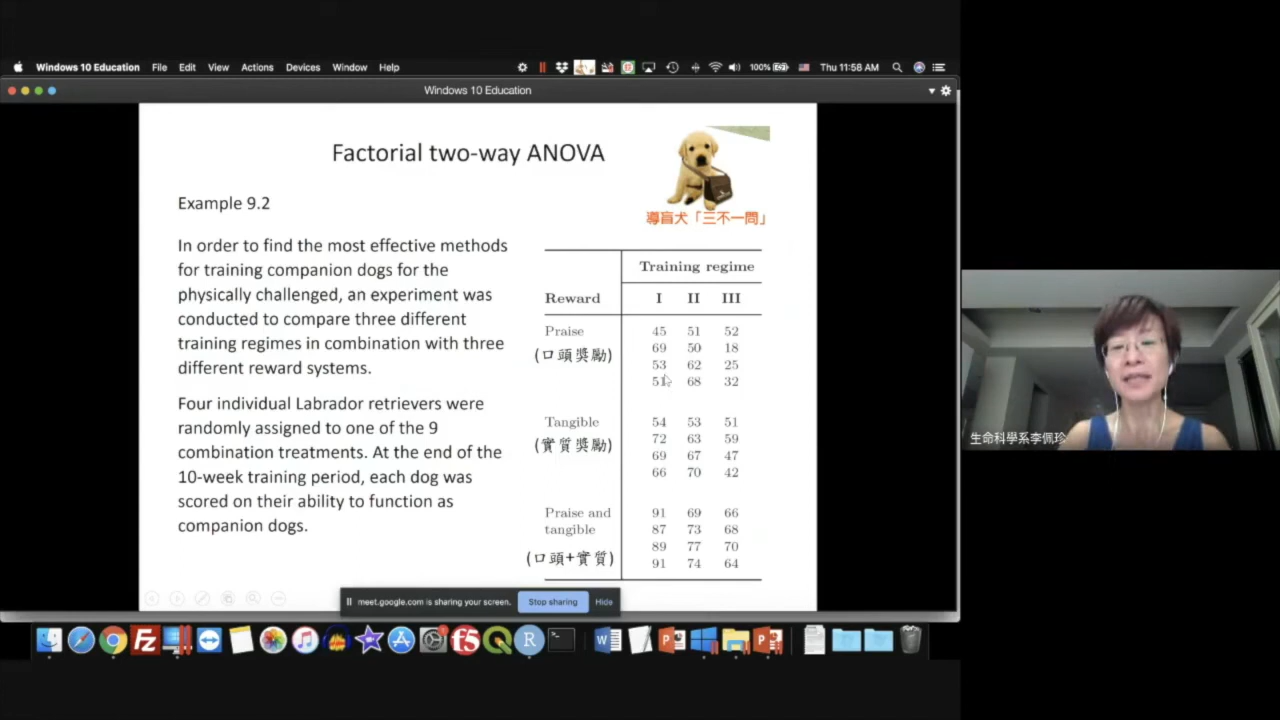 Windows 10 Education File Edit View Actions Devices Window Help 100% Thu 11:58 AM
Windows 10 Education
Factorial two-way ANOVA
導盲犬「三不一問」
Example 9.2
In order to find the most effective methods
for training companion dogs for the
physically challenged, an experiment was
conducted to compare three different
training regimes in combination with three
different reward systems.
Four individual Labrador retrievers were
randomly assigned to one of the 9
combination treatments. At the end of the
10-week training period, each dog was
scored on their ability to function as
companion dogs.
Training regime
Reward I II III
Praise 45 51 52
69 50 18
(口頭獎勵)
53 62 25
51 68 32
Tangible 54 53 51
(實質獎勵) 72 63 59
69 67 47
66 70 42
Praise and 91 69 66
tangible 87 73 68
89 77 70
(口頭+實質) 91 74 64
meet.google.com is sharing your screen. Stop sharing Hide
生命科學系李佩珍